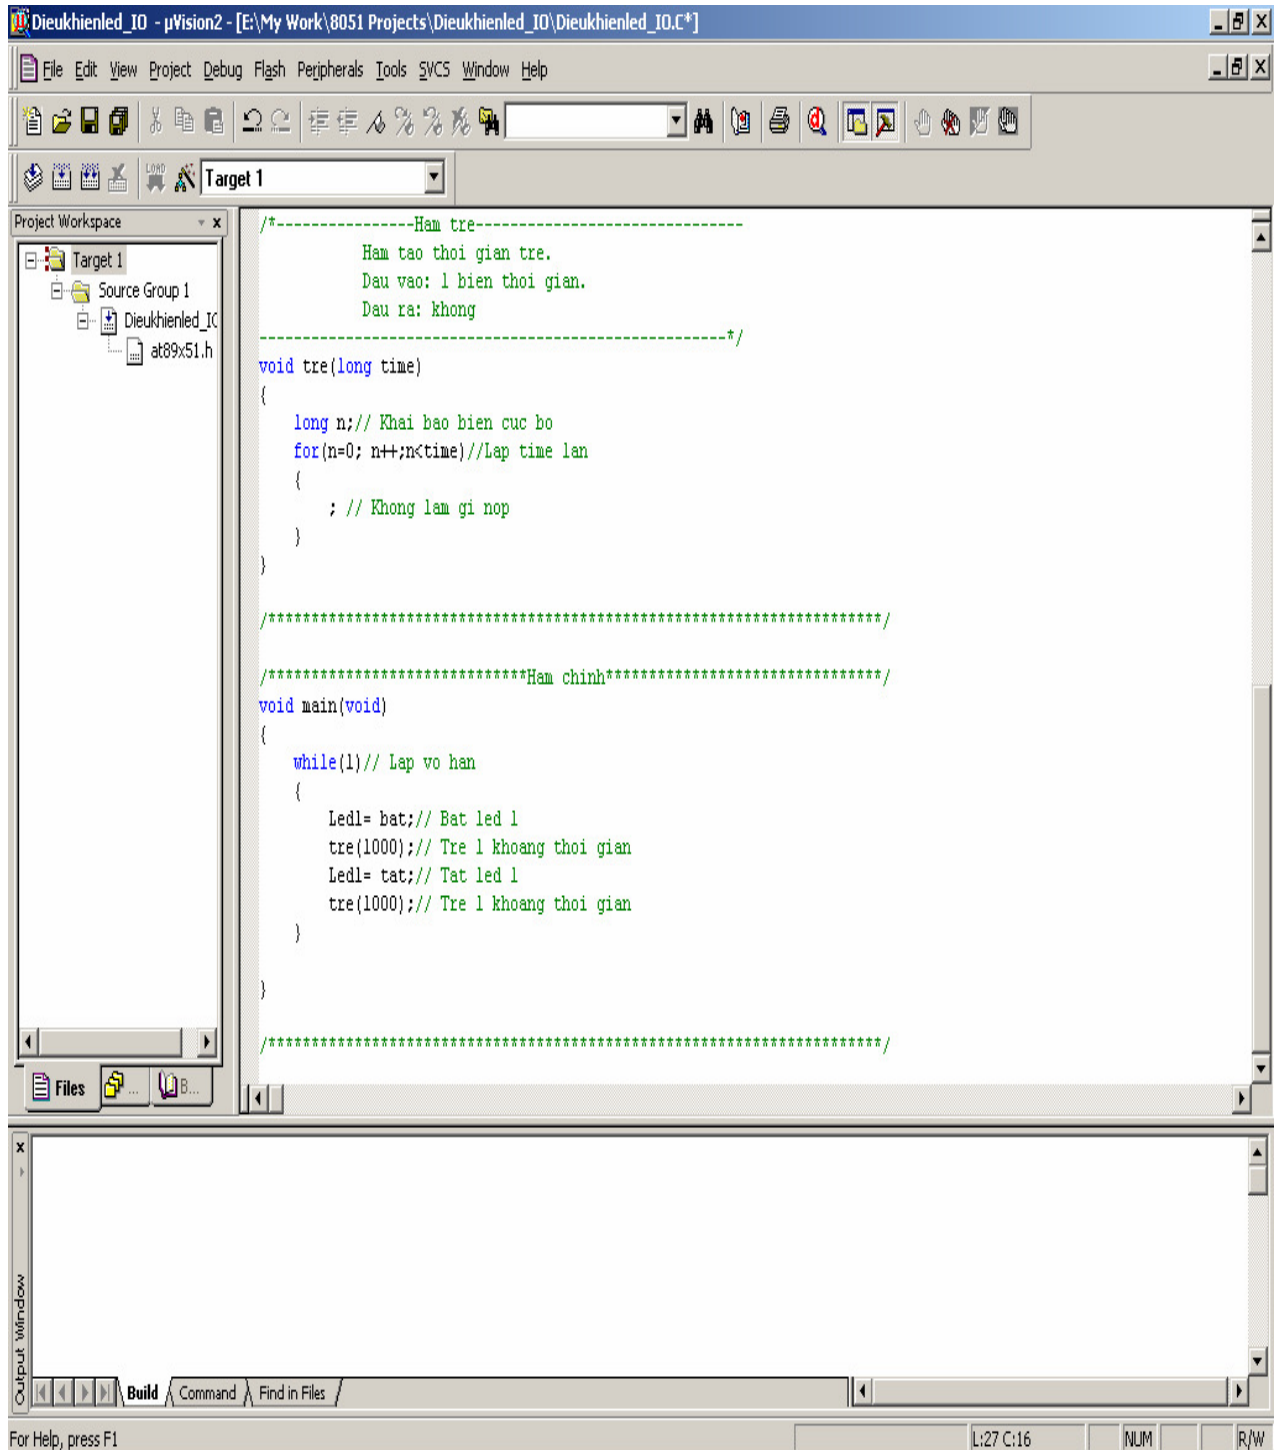 Dieukhienled_IO - µVision2 - [E:\My Work\8051 Projects\Dieukhienled_IO\Dieukhienled_IO.C*]
File Edit View Project Debug Flash Peripherals Tools SVCS Window Help
LOAD Target 1
Project Workspace
Target 1
Source Group 1
Dieukhienled_IO
at89x51.h
Files ... B...
/*----------------Ham tre-------------------------------
Ham tao thoi gian tre.
Dau vao: 1 bien thoi gian.
Dau ra: khong
------------------------------------------------------*/
void tre(long time)
{
long n;// Khai bao bien cuc bo
for(n=0; n++;n<time)//Lap time lan
{
; // Khong lam gi nop
}
}
/***********************************************************************/
/******************************Ham chinh********************************/
void main(void)
{
while(1)// Lap vo han
{
Led1= bat;// Bat led 1
tre(1000);// Tre 1 khoang thoi gian
Led1= tat;// Tat led 1
tre(1000);// Tre 1 khoang thoi gian
}
}
/***********************************************************************/
Output Window
Build Command Find in Files
For Help, press F1
L:27 C:16 NUM R/W